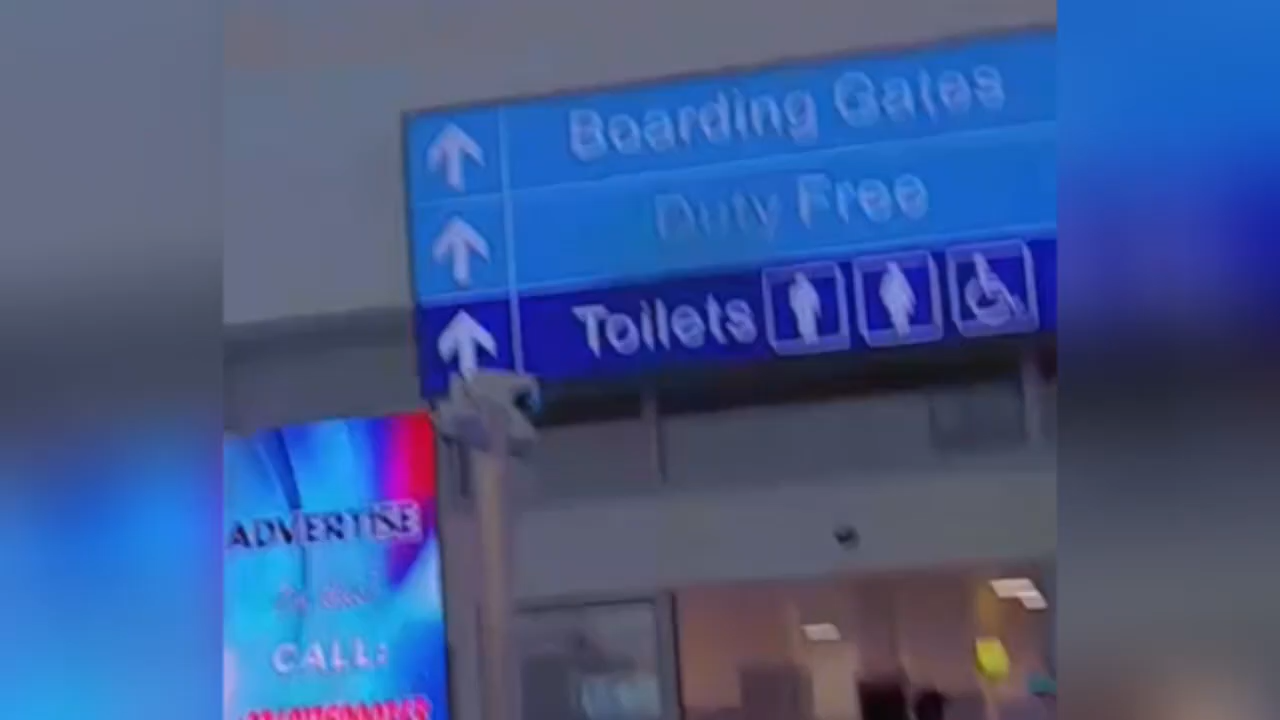 Boarding Gates
Duty Free
Toilets
ADVERTISE
CALL: